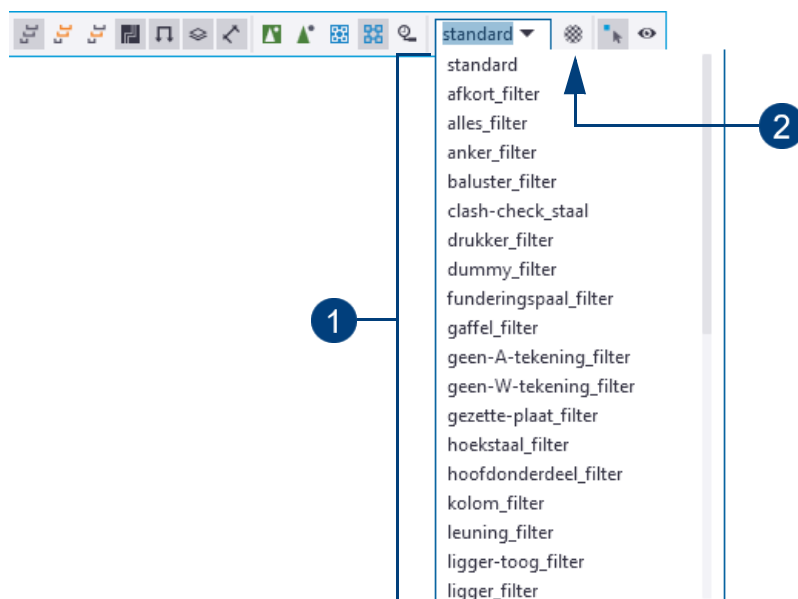 standard
standard
afkort_filter
alles_filter
anker_filter
baluster_filter
clash-check_staal
drukker_filter
dummy_filter
funderingspaal_filter
gaffel_filter
geen-A-tekening_filter
geen-W-tekening_filter
gezette-plaat_filter
hoekstaal_filter
hoofdonderdeel_filter
kolom_filter
leuning_filter
ligger-toog_filter
ligger_filter
1
2